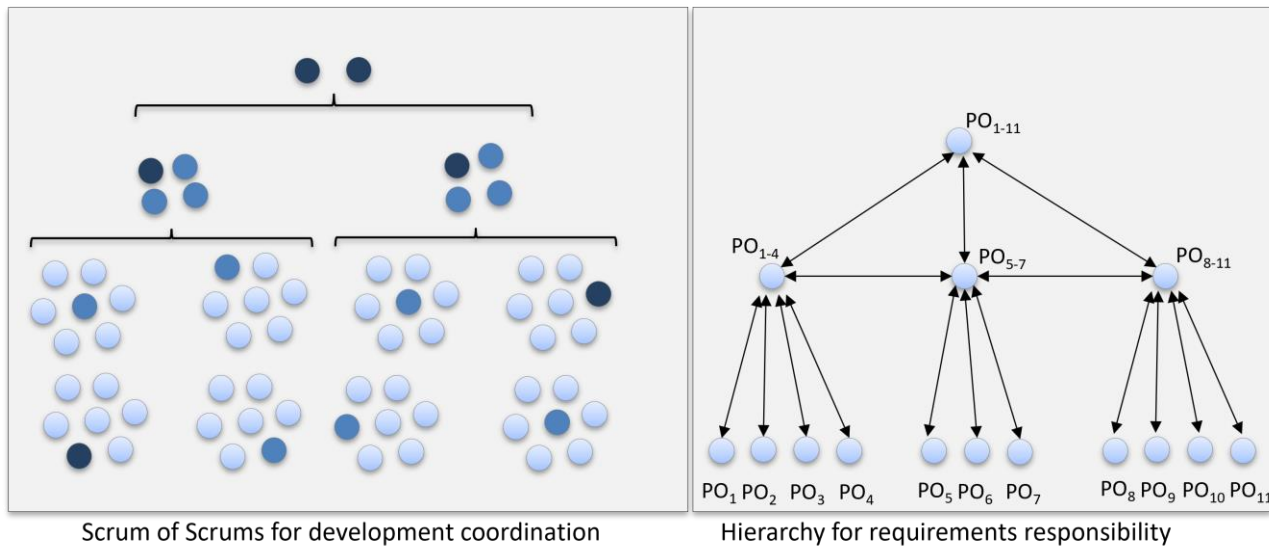 PO₁₋₁₁
PO₁₋₄
PO₅₋₇
PO₈₋₁₁
PO₁ PO₂ PO₃ PO₄ PO₅ PO₆ PO₇ PO₈ PO₉ PO₁₀ PO₁₁
Scrum of Scrums for development coordination
Hierarchy for requirements responsibility